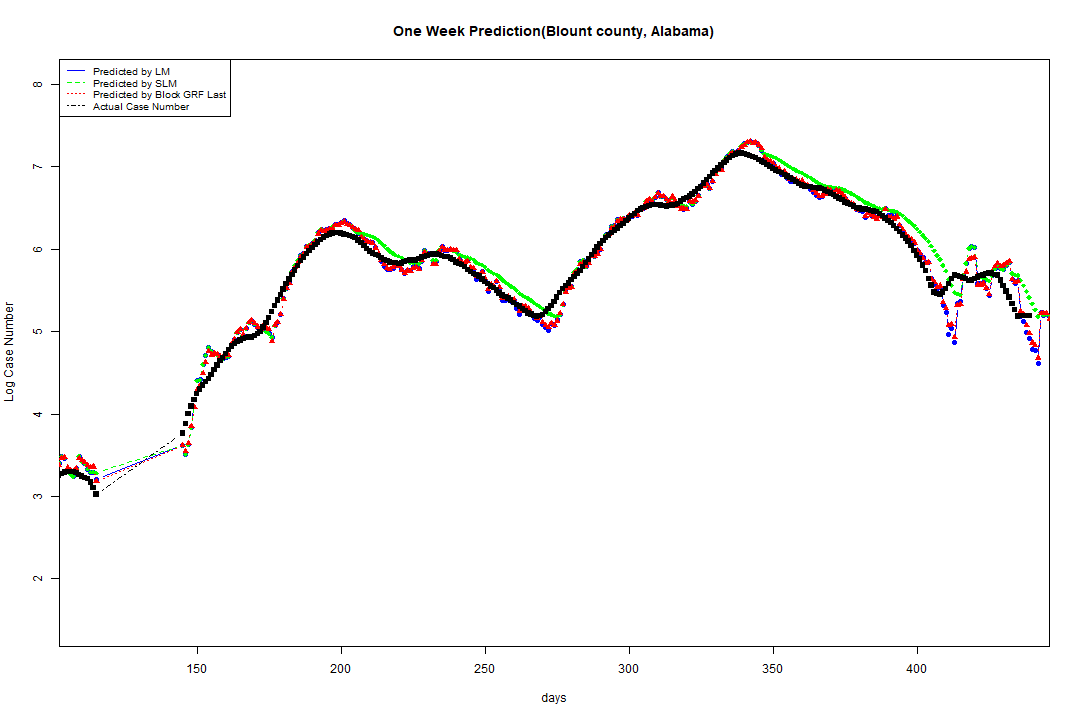 One Week Prediction(Blount county, Alabama)
Predicted by LM
Predicted by SLM
Predicted by Block GRF Last
Actual Case Number
8
7
6
5
4
3
2
Log Case Number
150 200 250 300 350 400
days